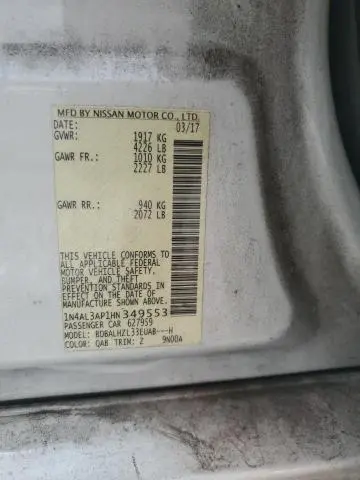 MFD BY NISSAN MOTOR CO., LTD.
DATE: 03/17
GVWR: 1917 KG
4226 LB
GAWR FR: 1010 KG
2227 LB
GAWR RR: 940 KG
2072 LB
THIS VEHICLE CONFORMS TO
ALL APPLICABLE FEDERAL
MOTOR VEHICLE SAFETY,
BUMPER, AND THEFT
PREVENTION STANDARDS
IN EFFECT ON THE DATE OF
MANUFACTURE SHOWN ABOVE.
1N4AL3AP1HN349553
PASSENGER CAR 627959
MODEL: BDBALHZL33EUAB---H
COLOR: QAB TRIM: Z 9N00A